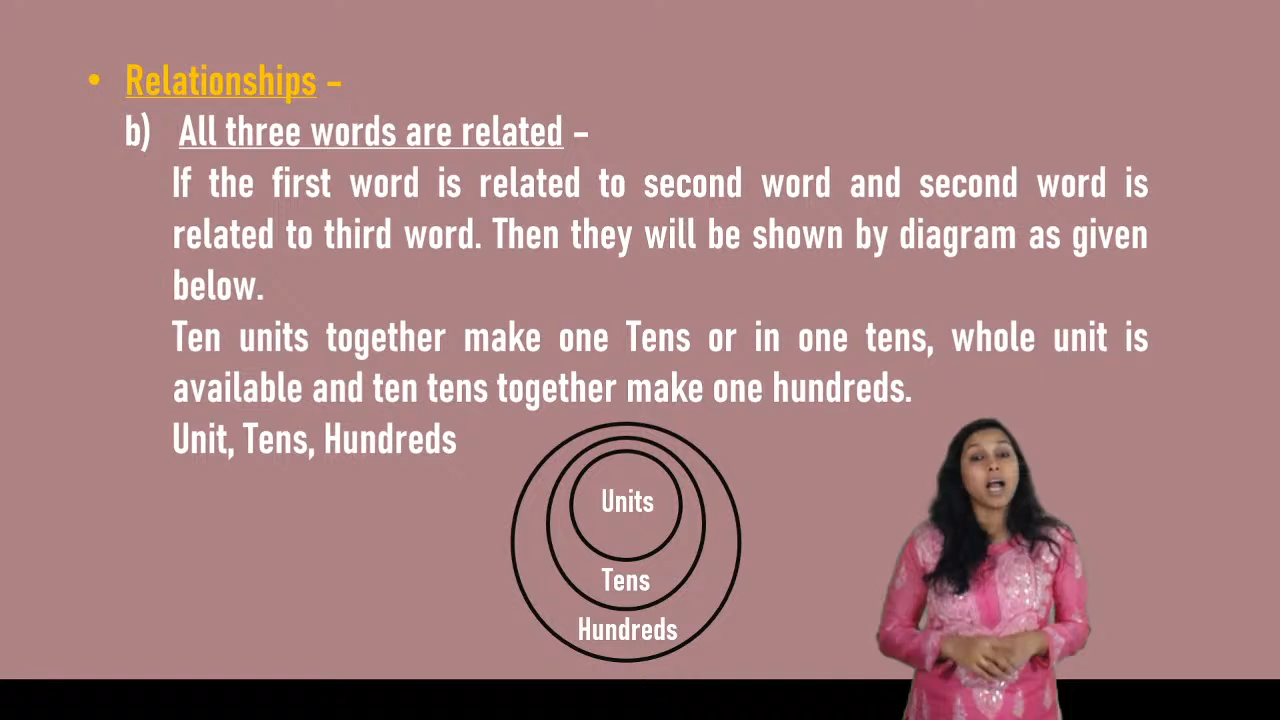 • Relationships –
b) All three words are related –
If the first word is related to second word and second word is
related to third word. Then they will be shown by diagram as given
below.
Ten units together make one Tens or in one tens, whole unit is
available and ten tens together make one hundreds.
Unit, Tens, Hundreds
Units
Tens
Hundreds